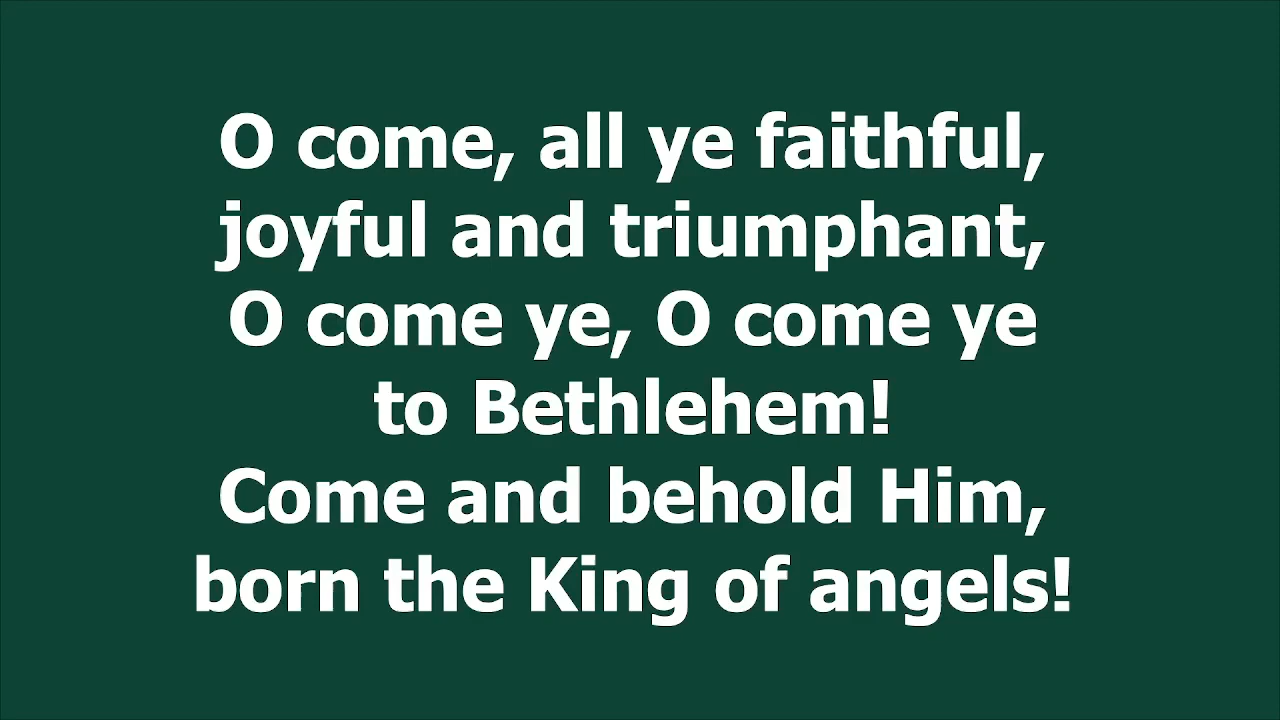 O come, all ye faithful,
joyful and triumphant,
O come ye, O come ye
to Bethlehem!
Come and behold Him,
born the King of angels!